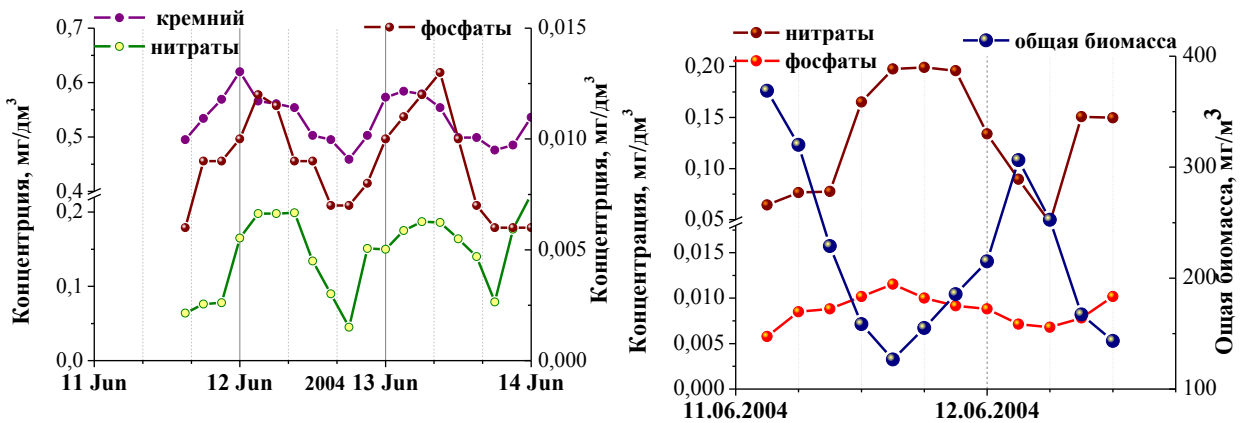 кремний
нитраты
фосфаты
0,7
0,6
0,5
0,4
0,2
0,1
0,0
0,015
0,010
0,005
0,000
Концентрция, мг/дм3
Концентрция, мг/дм3
11 Jun
12 Jun
2004
13 Jun
14 Jun
нитраты
фосфаты
общая биомасса
0,20
0,15
0,10
0,05
0,015
0,010
0,005
0,000
400
300
200
100
Концентрация, мг/дм3
Ощая биомасса, мг/м3
11.06.2004
12.06.2004